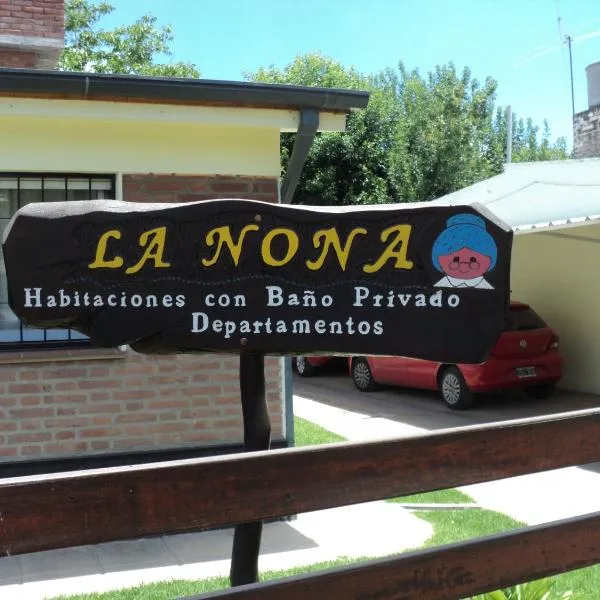 LA NONA
Habitaciones con Baño Privado
Departamentos